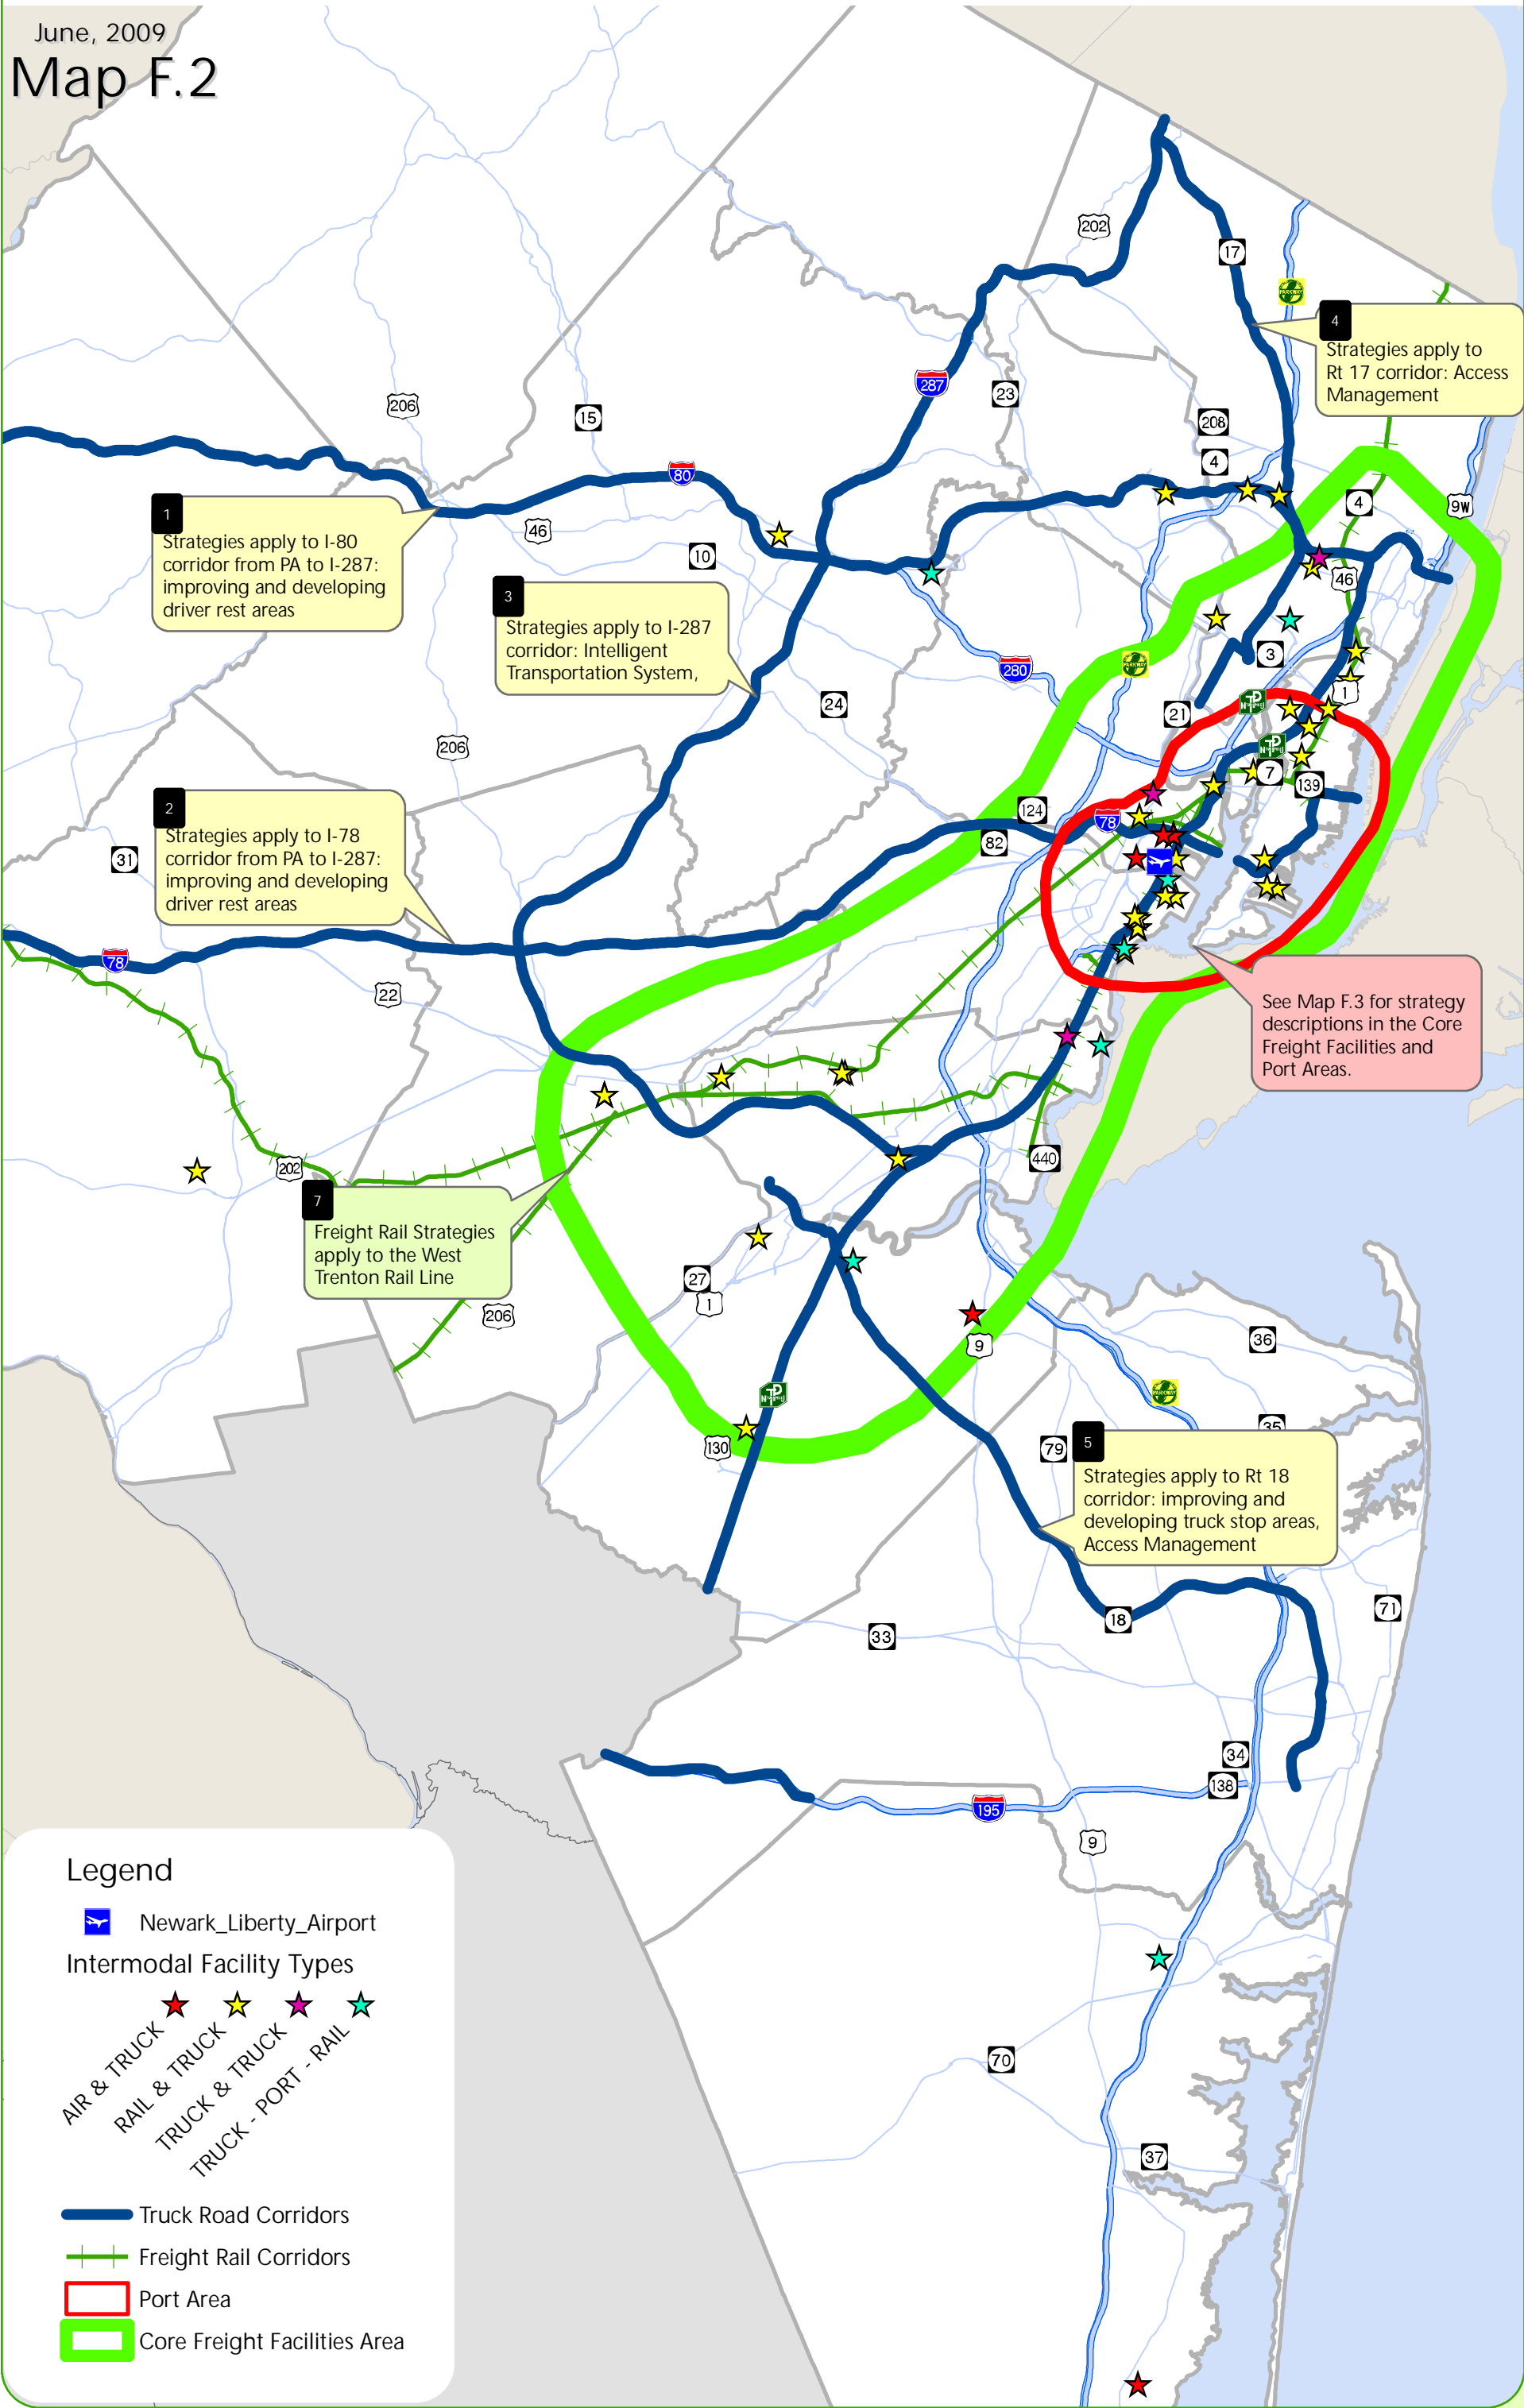 June, 2009
Map F.2
202
17
4
Strategies apply to
Rt 17 corridor: Access
Management
287
23
206
15
208
4
80
4
9W
1
Strategies apply to I-80
corridor from PA to I-287:
improving and developing
driver rest areas
46
10
46
3
Strategies apply to I-287
corridor: Intelligent
Transportation System,
3
280
1
24
21
206
7
139
2
Strategies apply to I-78
corridor from PA to I-287:
improving and developing
driver rest areas
124
78
82
31
78
22
See Map F.3 for strategy
descriptions in the Core
Freight Facilities and
Port Areas.
440
202
7
Freight Rail Strategies
apply to the West
Trenton Rail Line
27
1
206
9
36
35
130
79
5
Strategies apply to Rt 18
corridor: improving and
developing truck stop areas,
Access Management
71
18
33
34
138
195
9
70
37
Legend
Newark_Liberty_Airport
Intermodal Facility Types
AIR & TRUCK
RAIL & TRUCK
TRUCK & TRUCK
TRUCK - PORT - RAIL
Truck Road Corridors
Freight Rail Corridors
Port Area
Core Freight Facilities Area